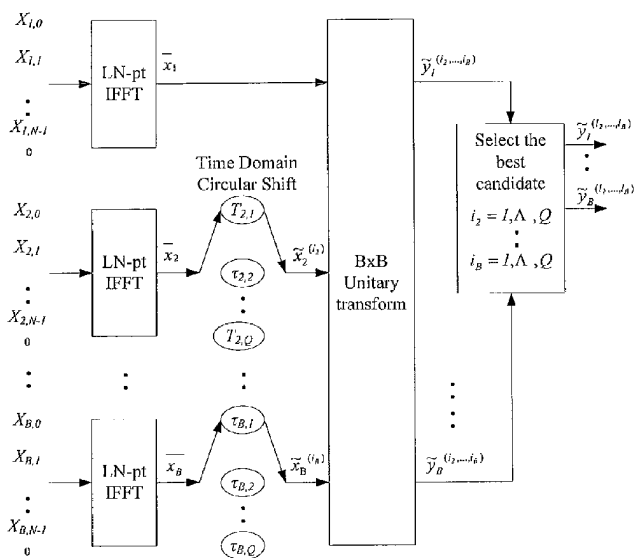 X1,0
X1,1
X1,N-1
0
LN-pt
IFFT
x̄1
ỹ1(i2,...,iB)
Select the
best
candidate
i2 = 1,Λ ,Q
iB = 1,Λ ,Q
ỹ1(i2,...,iB)
ỹB(i2,...,iB)
Time Domain
Circular Shift
X2,0
X2,1
X2,N-1
0
LN-pt
IFFT
x̄2
T2,1
τ2,2
T2,Q
x̃2(i2)
BxB
Unitary
transform
XB,0
XB,1
XB,N-1
0
LN-pt
IFFT
x̄B
τB,1
τB,2
τB,Q
x̃B(iB)
ỹB(i2,...,iB)